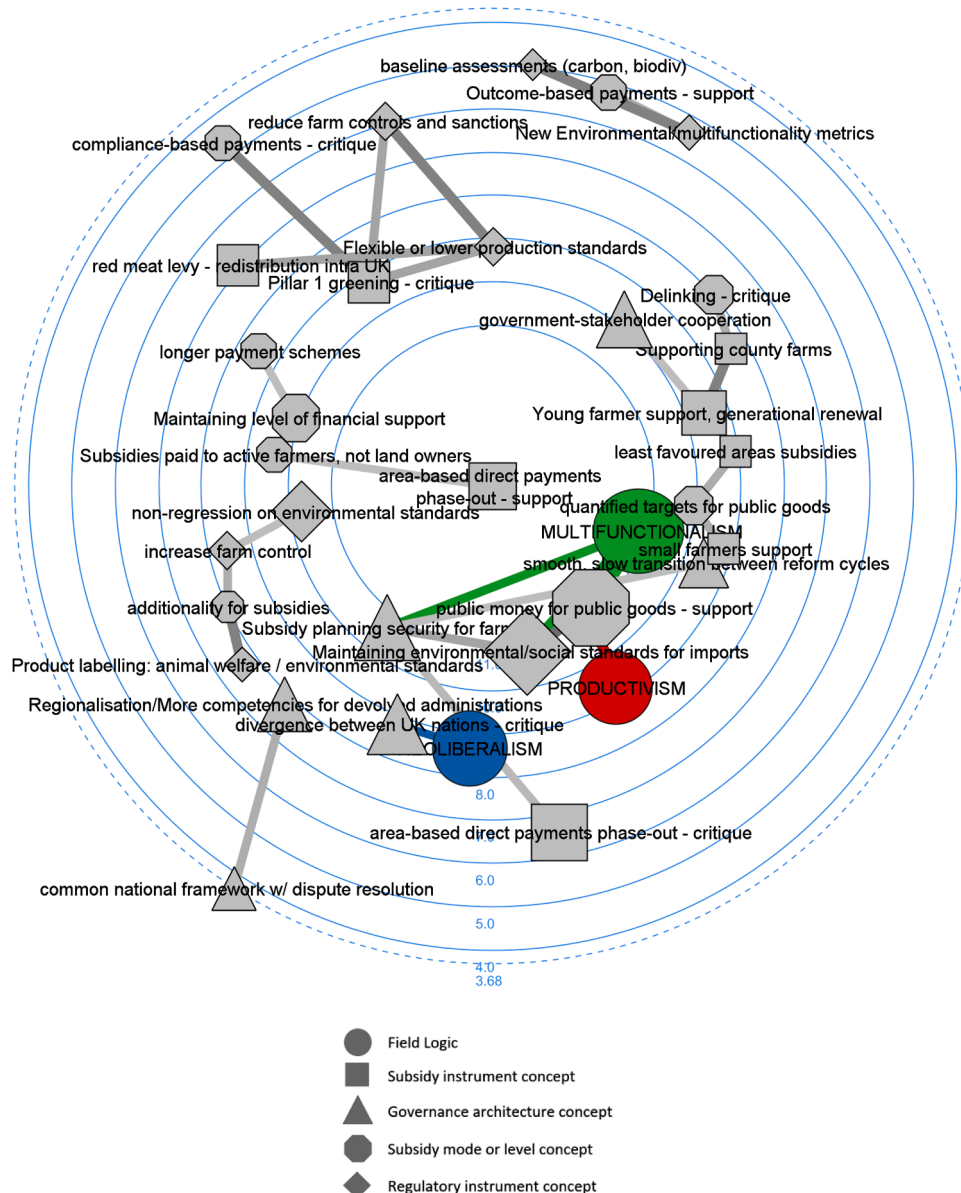 baseline assessments (carbon, biodiv)
Outcome-based payments - support
reduce farm controls and sanctions
New Environmental/multifunctionality metrics
compliance-based payments - critique
Flexible or lower production standards
red meat levy - redistribution intra UK
Pillar 1 greening - critique
Delinking - critique
government-stakeholder cooperation
Supporting county farms
longer payment schemes
Young farmer support, generational renewal
Maintaining level of financial support
least favoured areas subsidies
Subsidies paid to active farmers, not land owners
area-based direct payments
phase-out - support
quantified targets for public goods
non-regression on environmental standards
MULTIFUNCTIONALISM
small farmers support
increase farm control
smooth, slow transition between reform cycles
additionality for subsidies
public money for public goods - support
Subsidy planning security for
Maintaining environmental/social standards for imports
Product labelling: animal welfare / environmental standards
PRODUCTIVISM
Regionalisation/More competencies for devolved administrations
divergence between UK nations - critique
OLIBERALISM
8.0
area-based direct payments phase-out - critique
7.0
6.0
common national framework w/ dispute resolution
5.0
4.0
3.68
Field Logic
Subsidy instrument concept
Governance architecture concept
Subsidy mode or level concept
Regulatory instrument concept